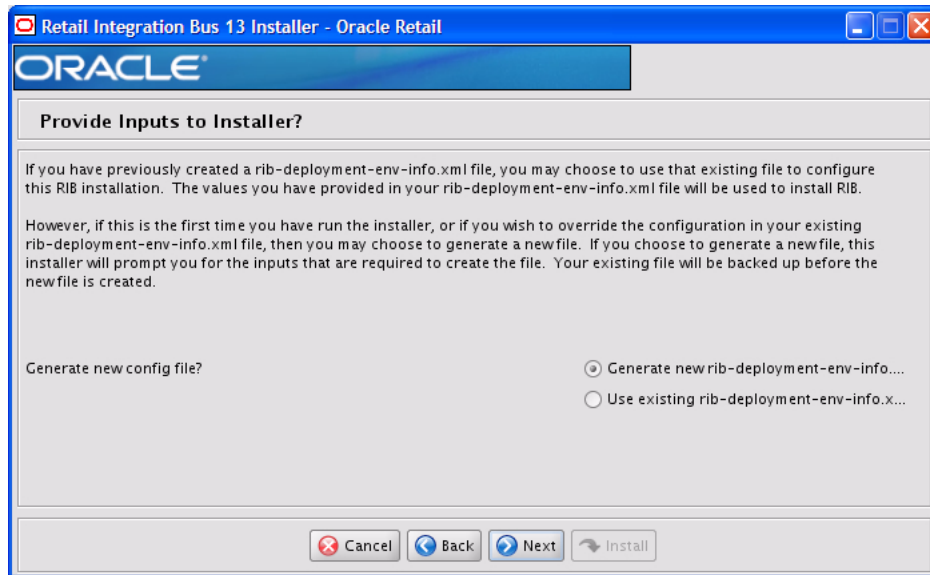 Retail Integration Bus 13 Installer - Oracle Retail
ORACLE®
Provide Inputs to Installer?
If you have previously created a rib-deployment-env-info.xml file, you may choose to use that existing file to configure
this RIB installation. The values you have provided in your rib-deployment-env-info.xml file will be used to install RIB.
However, if this is the first time you have run the installer, or if you wish to override the configuration in your existing
rib-deployment-env-info.xml file, then you may choose to generate a new file. If you choose to generate a new file, this
installer will prompt you for the inputs that are required to create the file. Your existing file will be backed up before the
new file is created.
Generate new config file?
Generate new rib-deployment-env-info....
Use existing rib-deployment-env-info.x...
Cancel Back Next Install